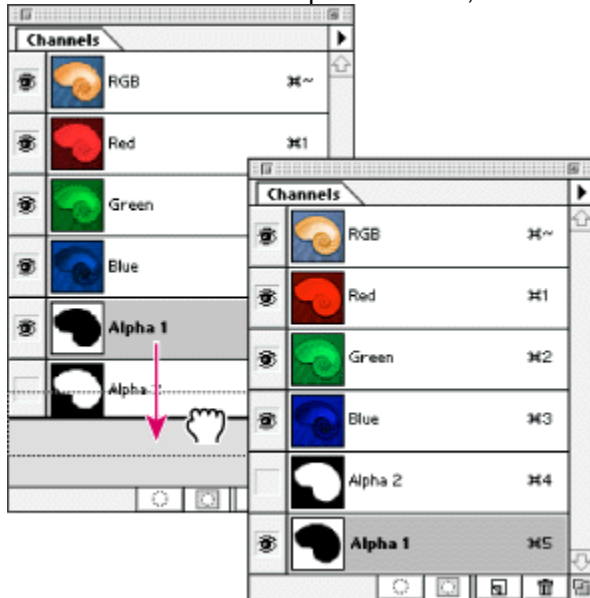 Channels
RGB ⌘~
Red ⌘1
Green
Blue
Alpha 1
Alpha 2
Channels
RGB ⌘~
Red ⌘1
Green ⌘2
Blue ⌘3
Alpha 2 ⌘4
Alpha 1 ⌘5